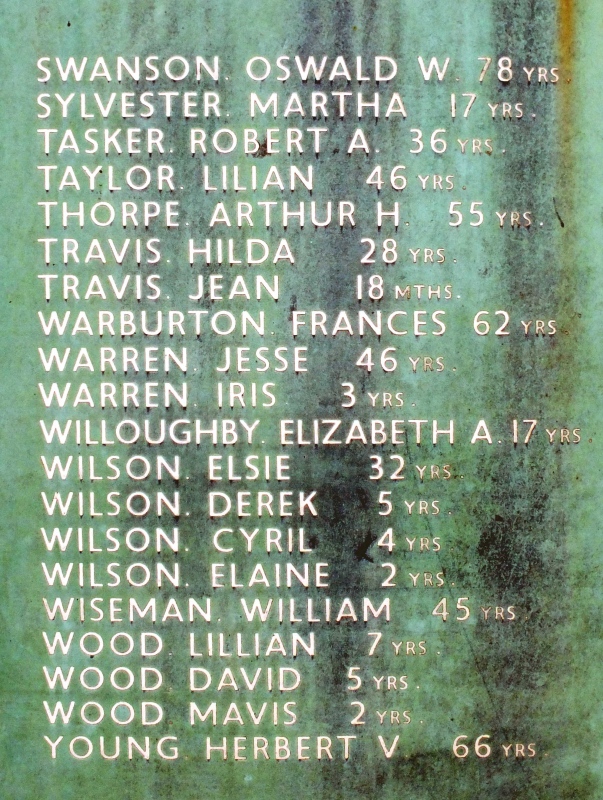 SWANSON. OSWALD W. 78 YRS.
SYLVESTER. MARTHA 17 YRS.
TASKER. ROBERT A. 36 YRS.
TAYLOR. LILIAN 46 YRS.
THORPE. ARTHUR H. 55 YRS.
TRAVIS. HILDA 28 YRS.
TRAVIS. JEAN 18 MTHS.
WARBURTON. FRANCES 62 YRS.
WARREN. JESSE 46 YRS.
WARREN. IRIS 3 YRS.
WILLOUGHBY. ELIZABETH A. 17 YRS.
WILSON. ELSIE 32 YRS.
WILSON. DEREK 5 YRS.
WILSON. CYRIL 4 YRS.
WILSON. ELAINE 2 YRS.
WISEMAN. WILLIAM 45 YRS.
WOOD. LILLIAN 7 YRS.
WOOD. DAVID 5 YRS.
WOOD. MAVIS 2 YRS.
YOUNG. HERBERT V. 66 YRS.